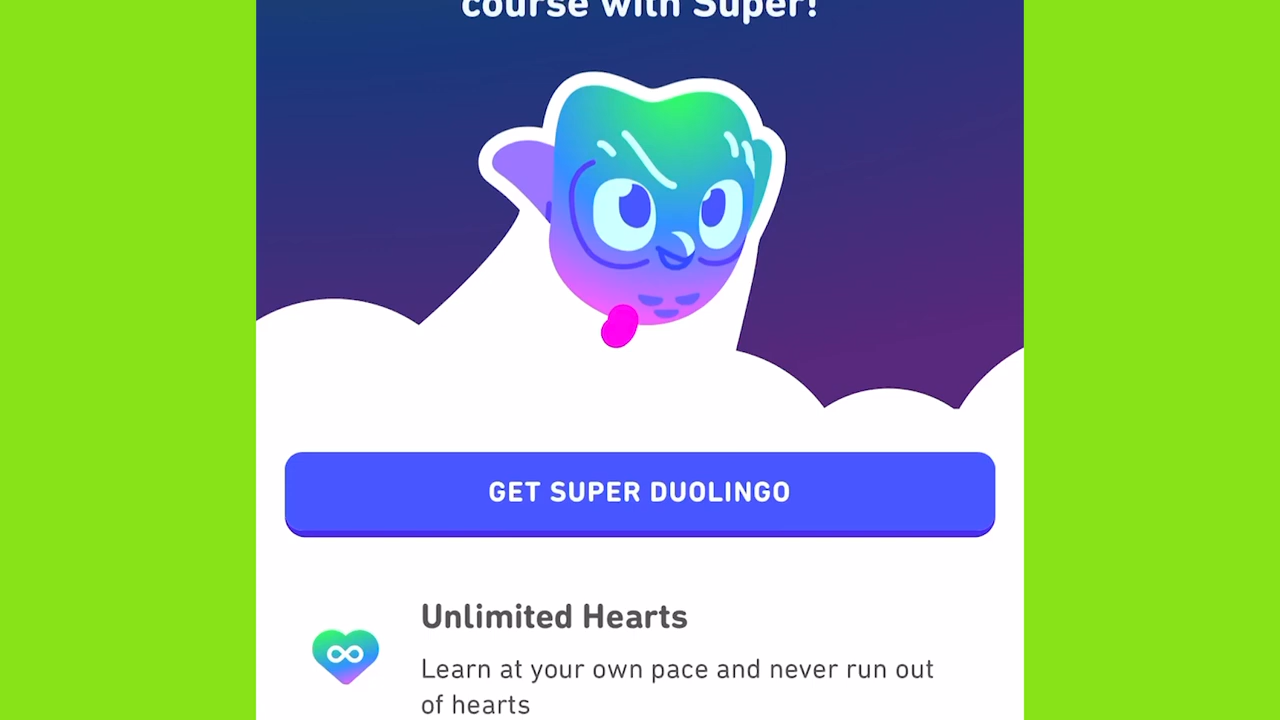 course with Super!
GET SUPER DUOLINGO
Unlimited Hearts
Learn at your own pace and never run out
of hearts